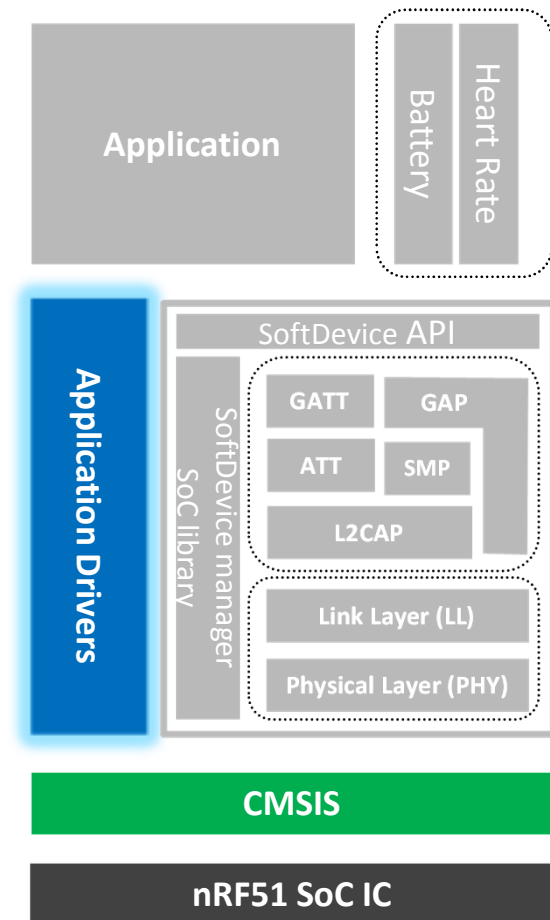 Application
Battery
Heart Rate
Application Drivers
SoftDevice API
SoftDevice manager
SoC library
GATT
GAP
ATT
SMP
L2CAP
Link Layer (LL)
Physical Layer (PHY)
CMSIS
nRF51 SoC IC